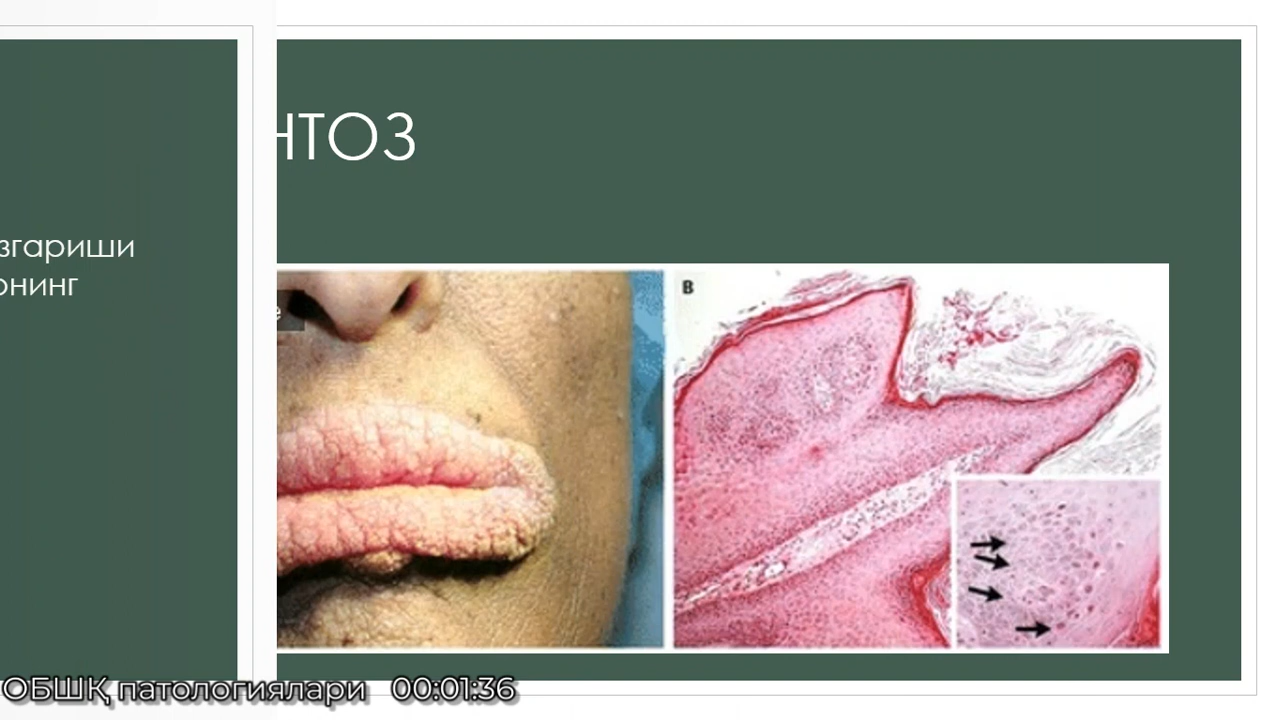 НТОЗ
згариши
онинг
B
ОБШҚ патологиялари 00:01:36